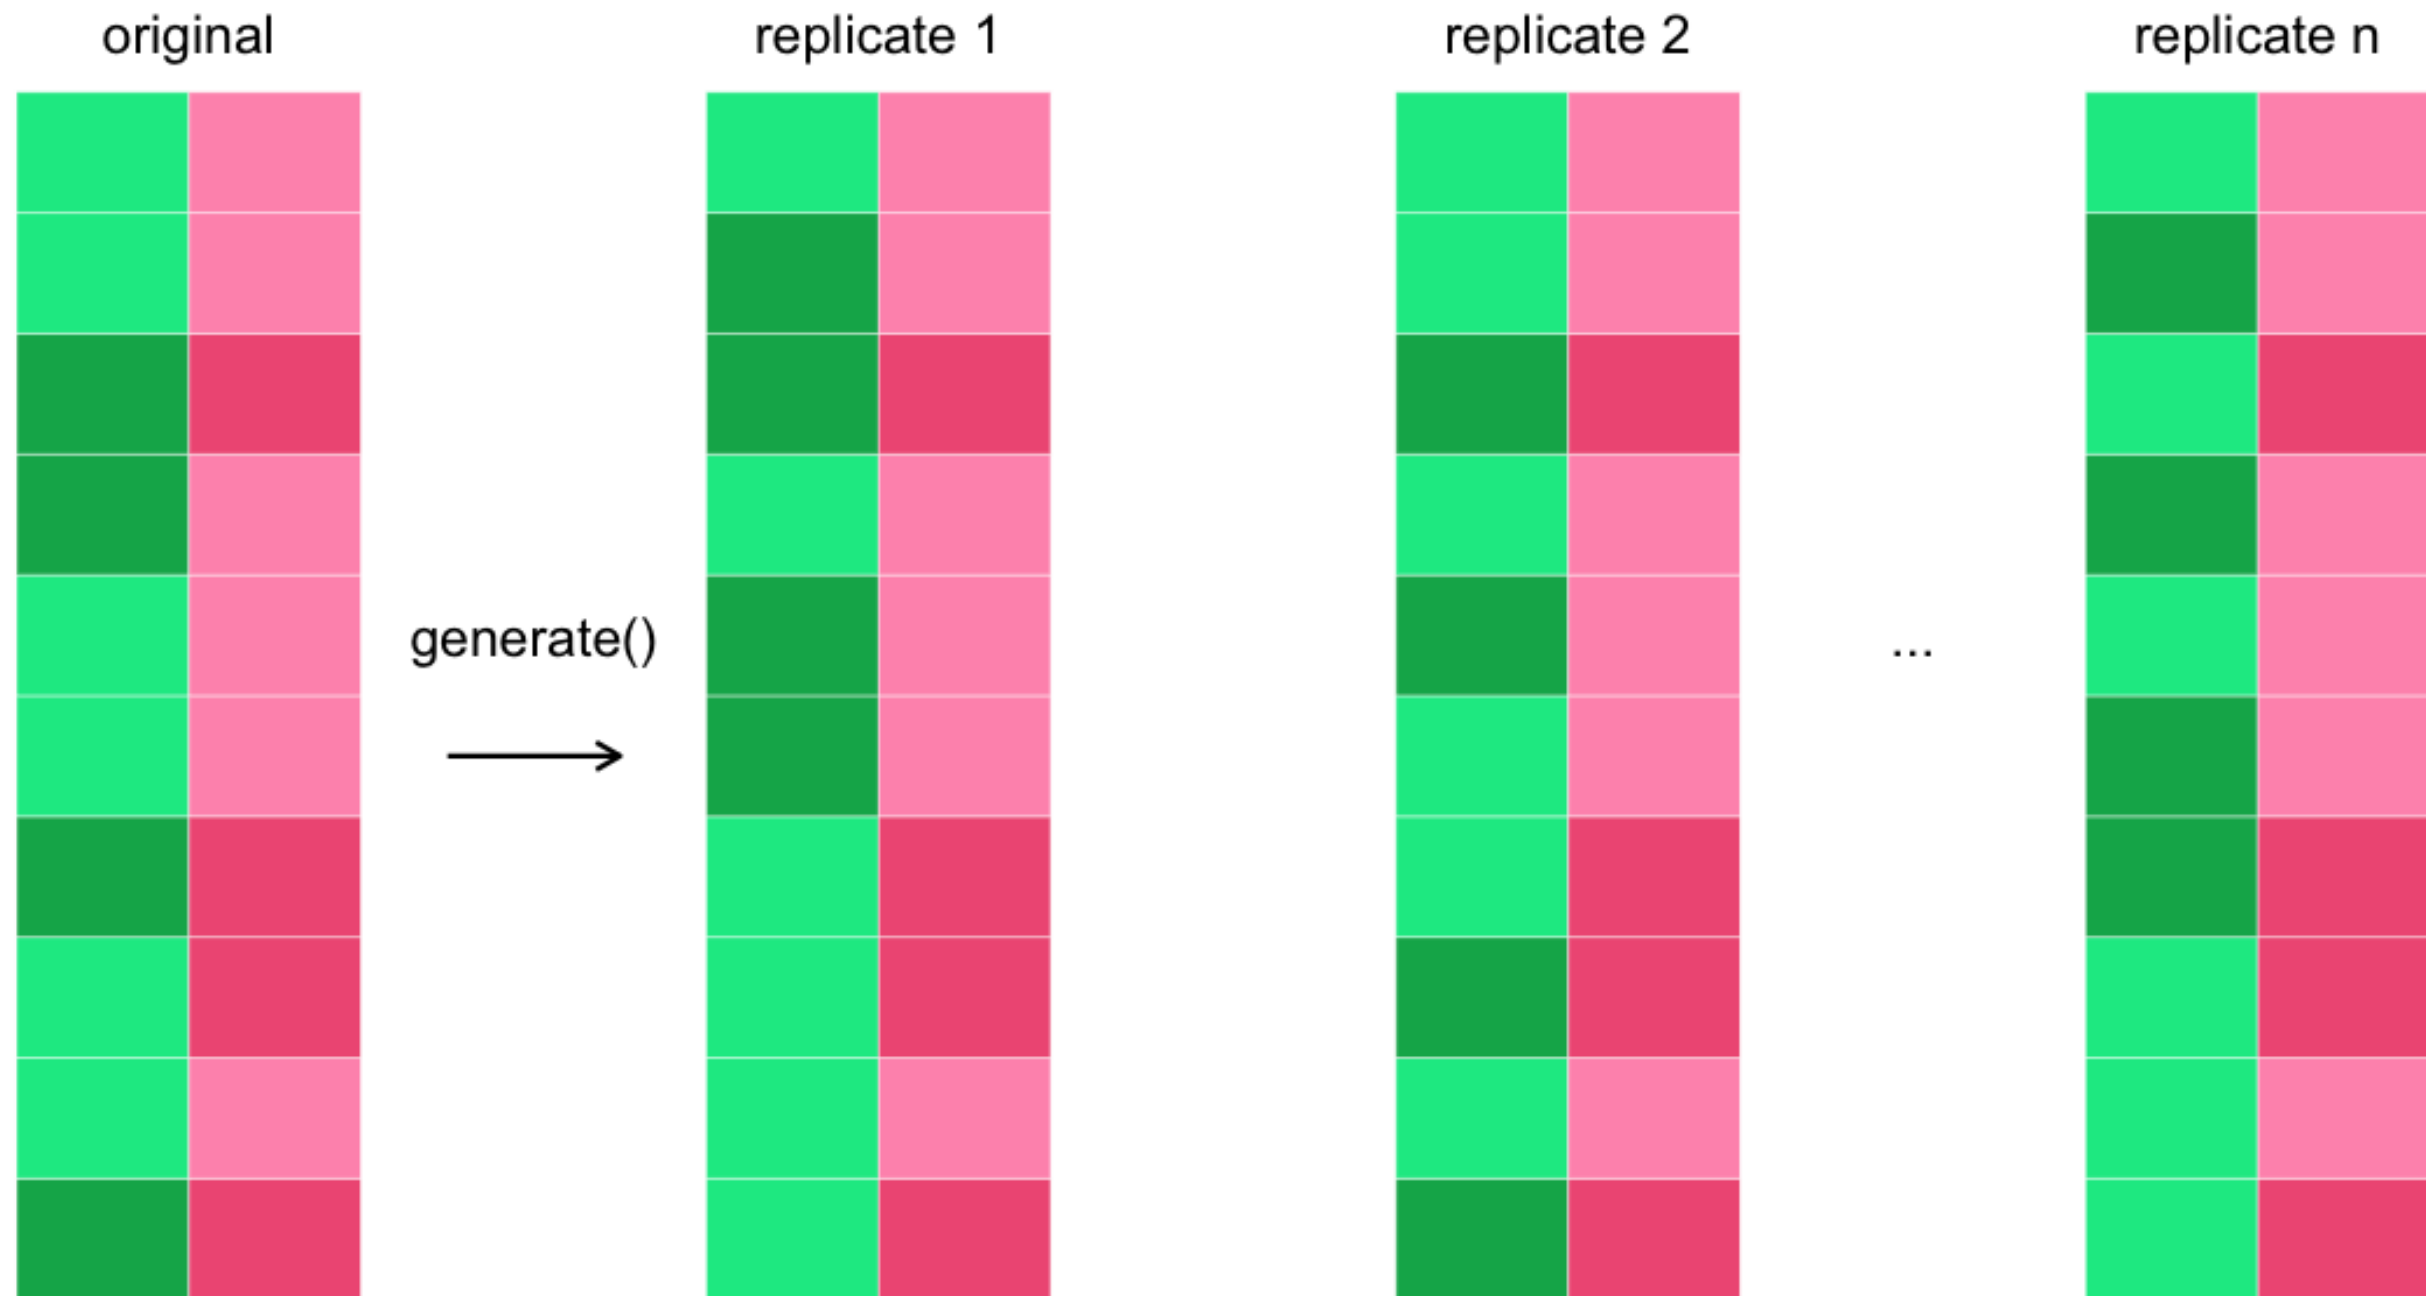 original
replicate 1
replicate 2
replicate n
generate()
...